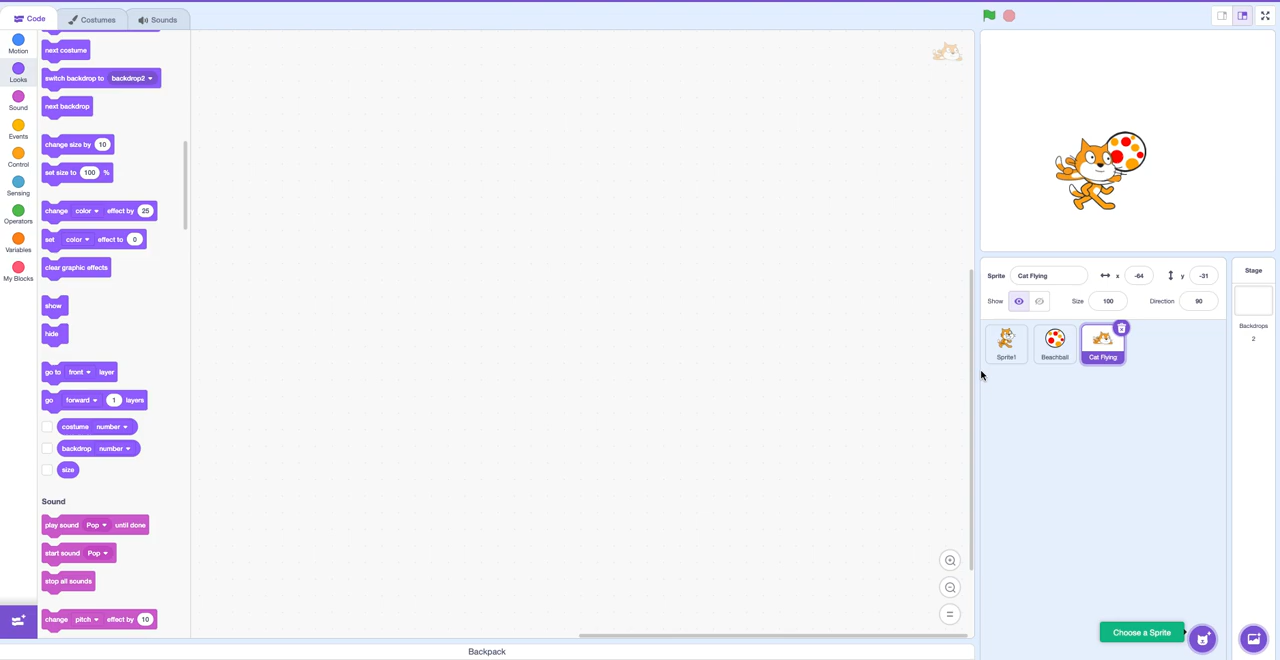 Code
Costumes
Sounds
Motion
Looks
Sound
Events
Control
Sensing
Operators
Variables
My Blocks
next costume
switch backdrop to backdrop2
next backdrop
change size by 10
set size to 100 %
change color effect by 25
set color effect to 0
clear graphic effects
show
hide
go to front layer
go forward 1 layers
costume number
backdrop number
size
Sound
play sound Pop until done
start sound Pop
stop all sounds
change pitch effect by 10
Backpack
Sprite Cat Flying x -64 y -31
Show Size 100 Direction 90
Sprite1
Beachball
Cat Flying
Choose a Sprite
Stage
Backdrops
2